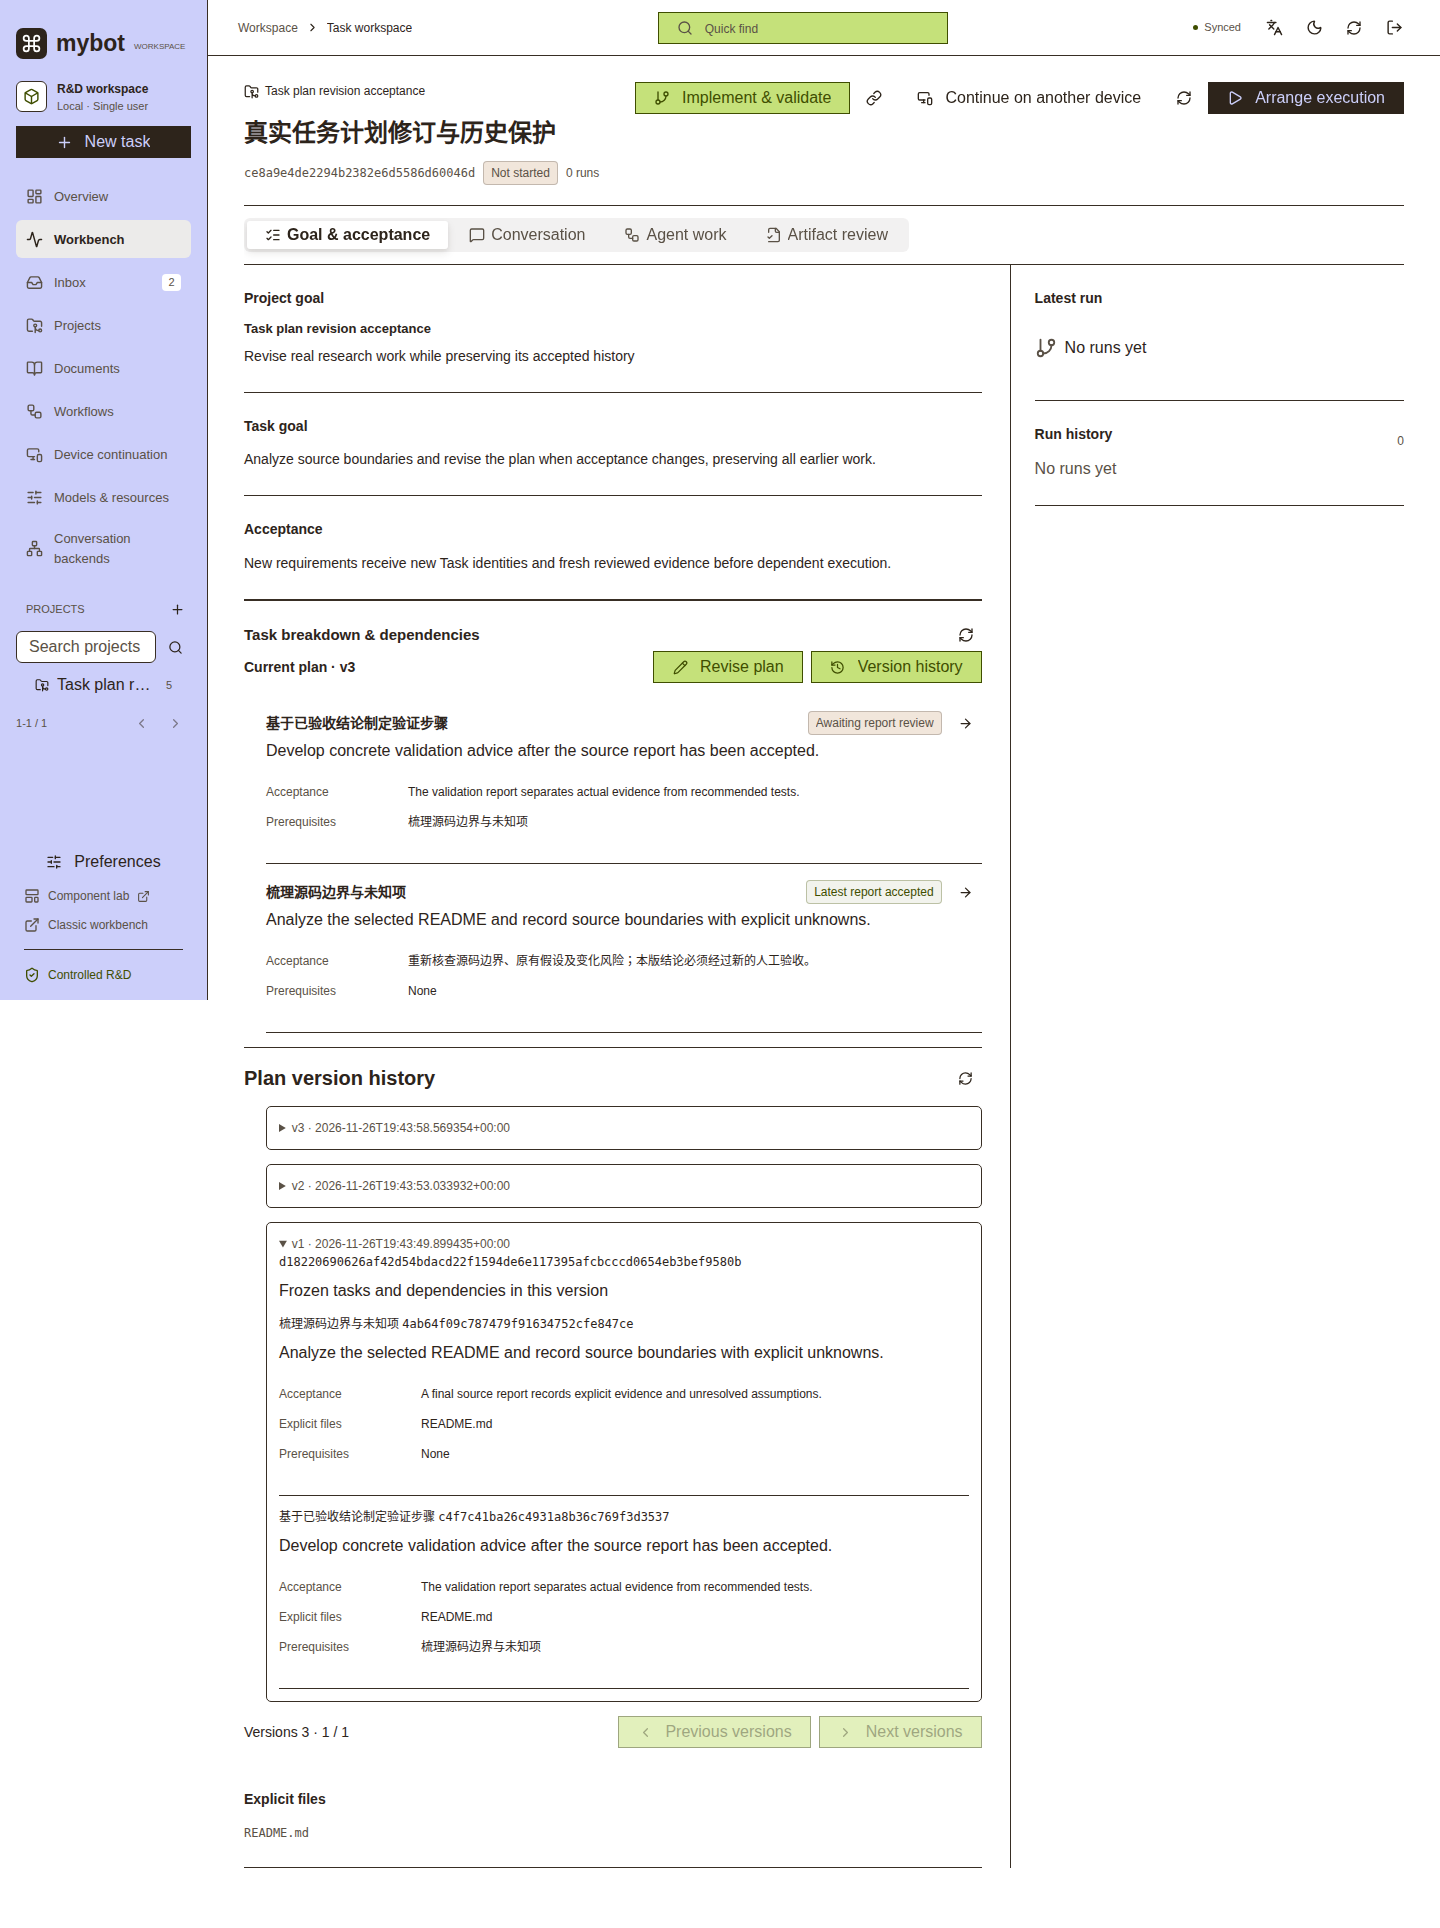 mybot WORKSPACE
R&D workspace
Local · Single user
New task
Overview
Workbench
Inbox 2
Projects
Documents
Workflows
Device continuation
Models & resources
Conversation
backends
PROJECTS
Search projects
Task plan r… 5
1-1 / 1
Preferences
Component lab
Classic workbench
Controlled R&D
Workspace Task workspace
Quick find
Synced
Task plan revision acceptance
Implement & validate
Continue on another device
Arrange execution
真实任务计划修订与历史保护
ce8a9e4de2294b2382e6d5586d60046d Not started 0 runs
Goal & acceptance Conversation Agent work Artifact review
Project goal
Task plan revision acceptance
Revise real research work while preserving its accepted history
Task goal
Analyze source boundaries and revise the plan when acceptance changes, preserving all earlier work.
Acceptance
New requirements receive new Task identities and fresh reviewed evidence before dependent execution.
Task breakdown & dependencies
Current plan · v3 Revise plan Version history
基于已验收结论制定验证步骤 Awaiting report review
Develop concrete validation advice after the source report has been accepted.
Acceptance The validation report separates actual evidence from recommended tests.
Prerequisites 梳理源码边界与未知项
梳理源码边界与未知项 Latest report accepted
Analyze the selected README and record source boundaries with explicit unknowns.
Acceptance 重新核查源码边界、原有假设及变化风险；本版结论必须经过新的人工验收。
Prerequisites None
Plan version history
v3 · 2026-11-26T19:43:58.569354+00:00
v2 · 2026-11-26T19:43:53.033932+00:00
v1 · 2026-11-26T19:43:49.899435+00:00
d18220690626af42d54bdacd22f1594de6e117395afcbcccd0654eb3bef9580b
Frozen tasks and dependencies in this version
梳理源码边界与未知项 4ab64f09c787479f91634752cfe847ce
Analyze the selected README and record source boundaries with explicit unknowns.
Acceptance A final source report records explicit evidence and unresolved assumptions.
Explicit files README.md
Prerequisites None
基于已验收结论制定验证步骤 c4f7c41ba26c4931a8b36c769f3d3537
Develop concrete validation advice after the source report has been accepted.
Acceptance The validation report separates actual evidence from recommended tests.
Explicit files README.md
Prerequisites 梳理源码边界与未知项
Versions 3 · 1 / 1 Previous versions Next versions
Explicit files
README.md
Latest run
No runs yet
Run history 0
No runs yet